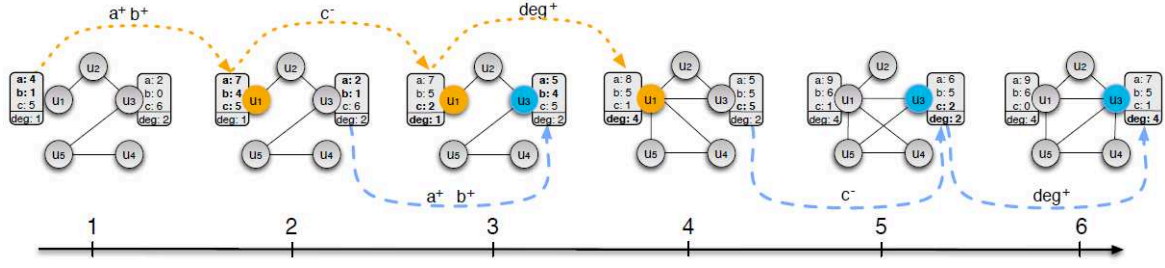 a⁺ b⁺
c⁻
deg⁺
u₂
a: 4
b: 1
c: 5
deg: 1
u₁
u₃
a: 2
b: 0
c: 6
deg: 2
u₅
u₄
u₂
a: 7
b: 4
c: 5
deg: 1
u₁
u₃
a: 2
b: 1
c: 6
deg: 2
u₅
u₄
u₂
a: 7
b: 5
c: 2
deg: 1
u₁
u₃
a: 5
b: 4
c: 5
deg: 2
u₅
u₄
u₂
a: 8
b: 5
c: 1
deg: 4
u₁
u₃
a: 5
b: 5
c: 5
deg: 2
u₅
u₄
u₂
a: 9
b: 6
c: 1
deg: 4
u₁
u₃
a: 6
b: 5
c: 2
deg: 2
u₅
u₄
u₂
a: 9
b: 6
c: 0
deg: 4
u₁
u₃
a: 7
b: 5
c: 1
deg: 4
u₅
u₄
a⁺ b⁺
c⁻
deg⁺
1 2 3 4 5 6